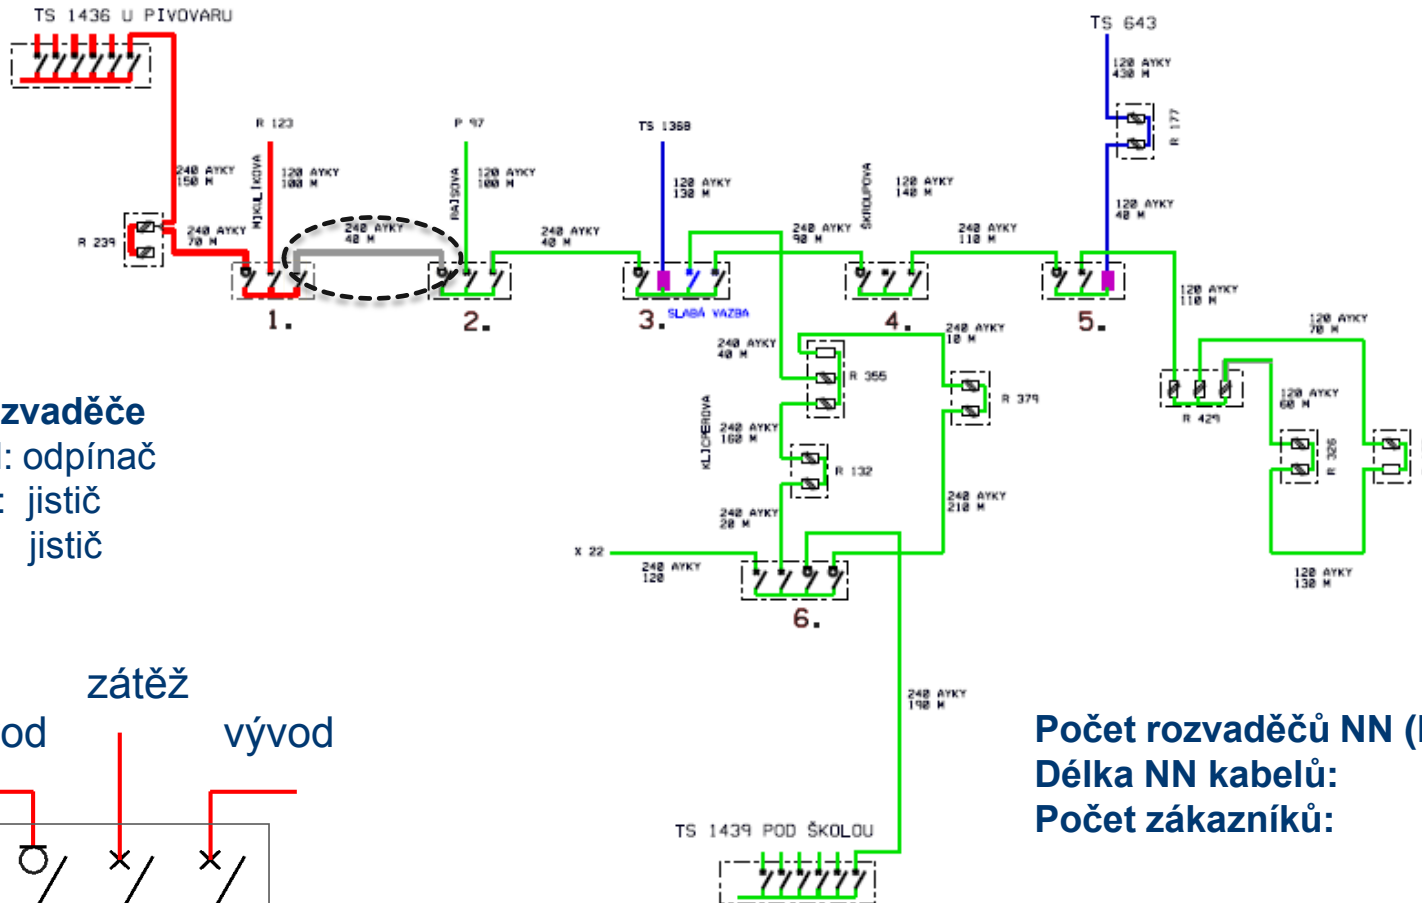 TS 1436 U PIVOVARU
TS 643
120 AYKY
430 M
R 177
R 123
P 97
TS 1368
240 AYKY
150 M
MIKULÍKOVA
120 AYKY
100 M
RAISOVA
120 AYKY
100 M
120 AYKY
130 M
ŠKROUPOVA
120 AYKY
140 M
120 AYKY
40 M
R 239
240 AYKY
70 M
240 AYKY
40 M
240 AYKY
40 M
240 AYKY
90 M
240 AYKY
110 M
1.
2.
3.
SLABÁ VAZBA
4.
5.
120 AYKY
110 M
120 AYKY
70 M
240 AYKY
40 M
240 AYKY
10 M
R 355
R 379
R 429
120 AYKY
60 M
R 326
KLICPEROVA
240 AYKY
160 M
R 132
240 AYKY
20 M
240 AYKY
210 M
X 22
240 AYKY
120
120 AYKY
130 M
6.
240 AYKY
190 M
TS 1439 POD ŠKOLOU
zvaděče
: odpínač
: jistič
jistič
zátěž
od
vývod
Počet rozvaděčů NN (
Délka NN kabelů:
Počet zákazníků: